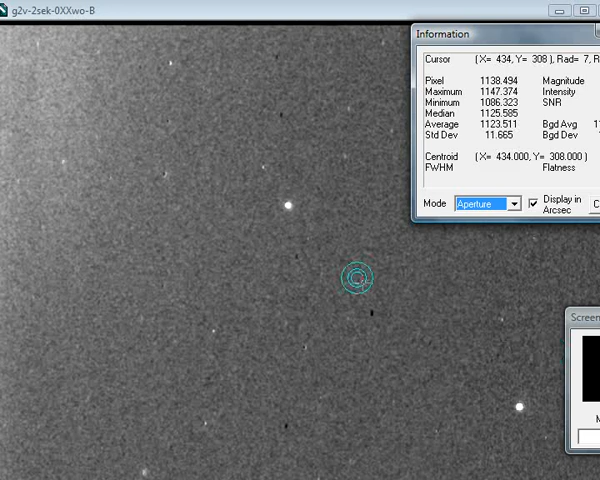 g2v-2sek-0XXwo-B
Information
Cursor ( X= 434, Y= 308 ), Rad= 7, R
Pixel 1138.494 Magnitude
Maximum 1147.374 Intensity
Minimum 1086.323 SNR
Median 1125.585
Average 1123.511 Bgd Avg 11
Std Dev 11.665 Bgd Dev
Centroid ( X= 434.000, Y= 308.000 )
FWHM Flatness
Mode Aperture Display in Arcsec C
Screen